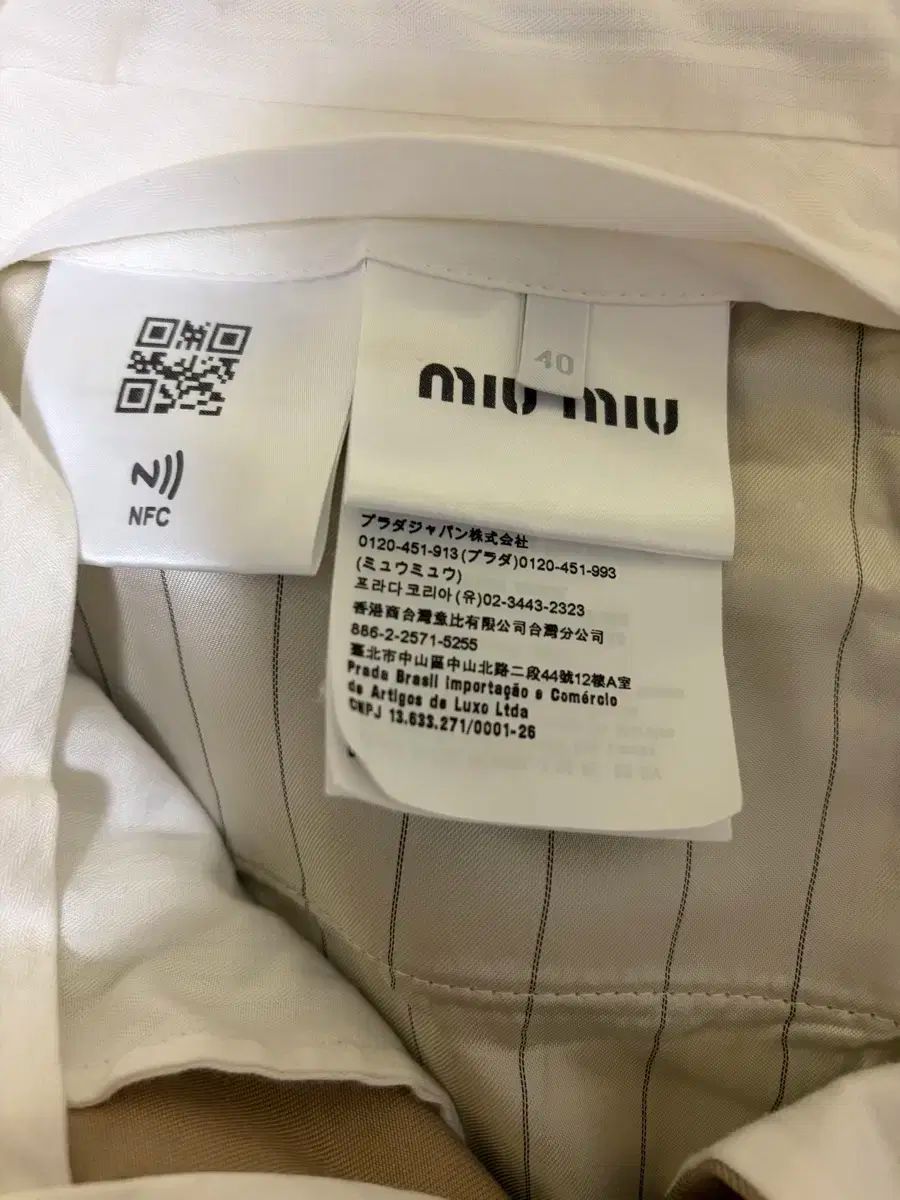 NFC
40
miu miu
プラダジャパン株式会社
0120-451-913(プラダ)0120-451-993
(ミュウミュウ)
프라다코리아(유)02-3443-2323
香港商台灣意比有限公司台灣分公司
886-2-2571-5255
臺北市中山區中山北路二段44號12樓A室
Prada Brasil Importação e Comércio
de Artigos de Luxo Ltda
CNPJ 13.633.271/0001-26